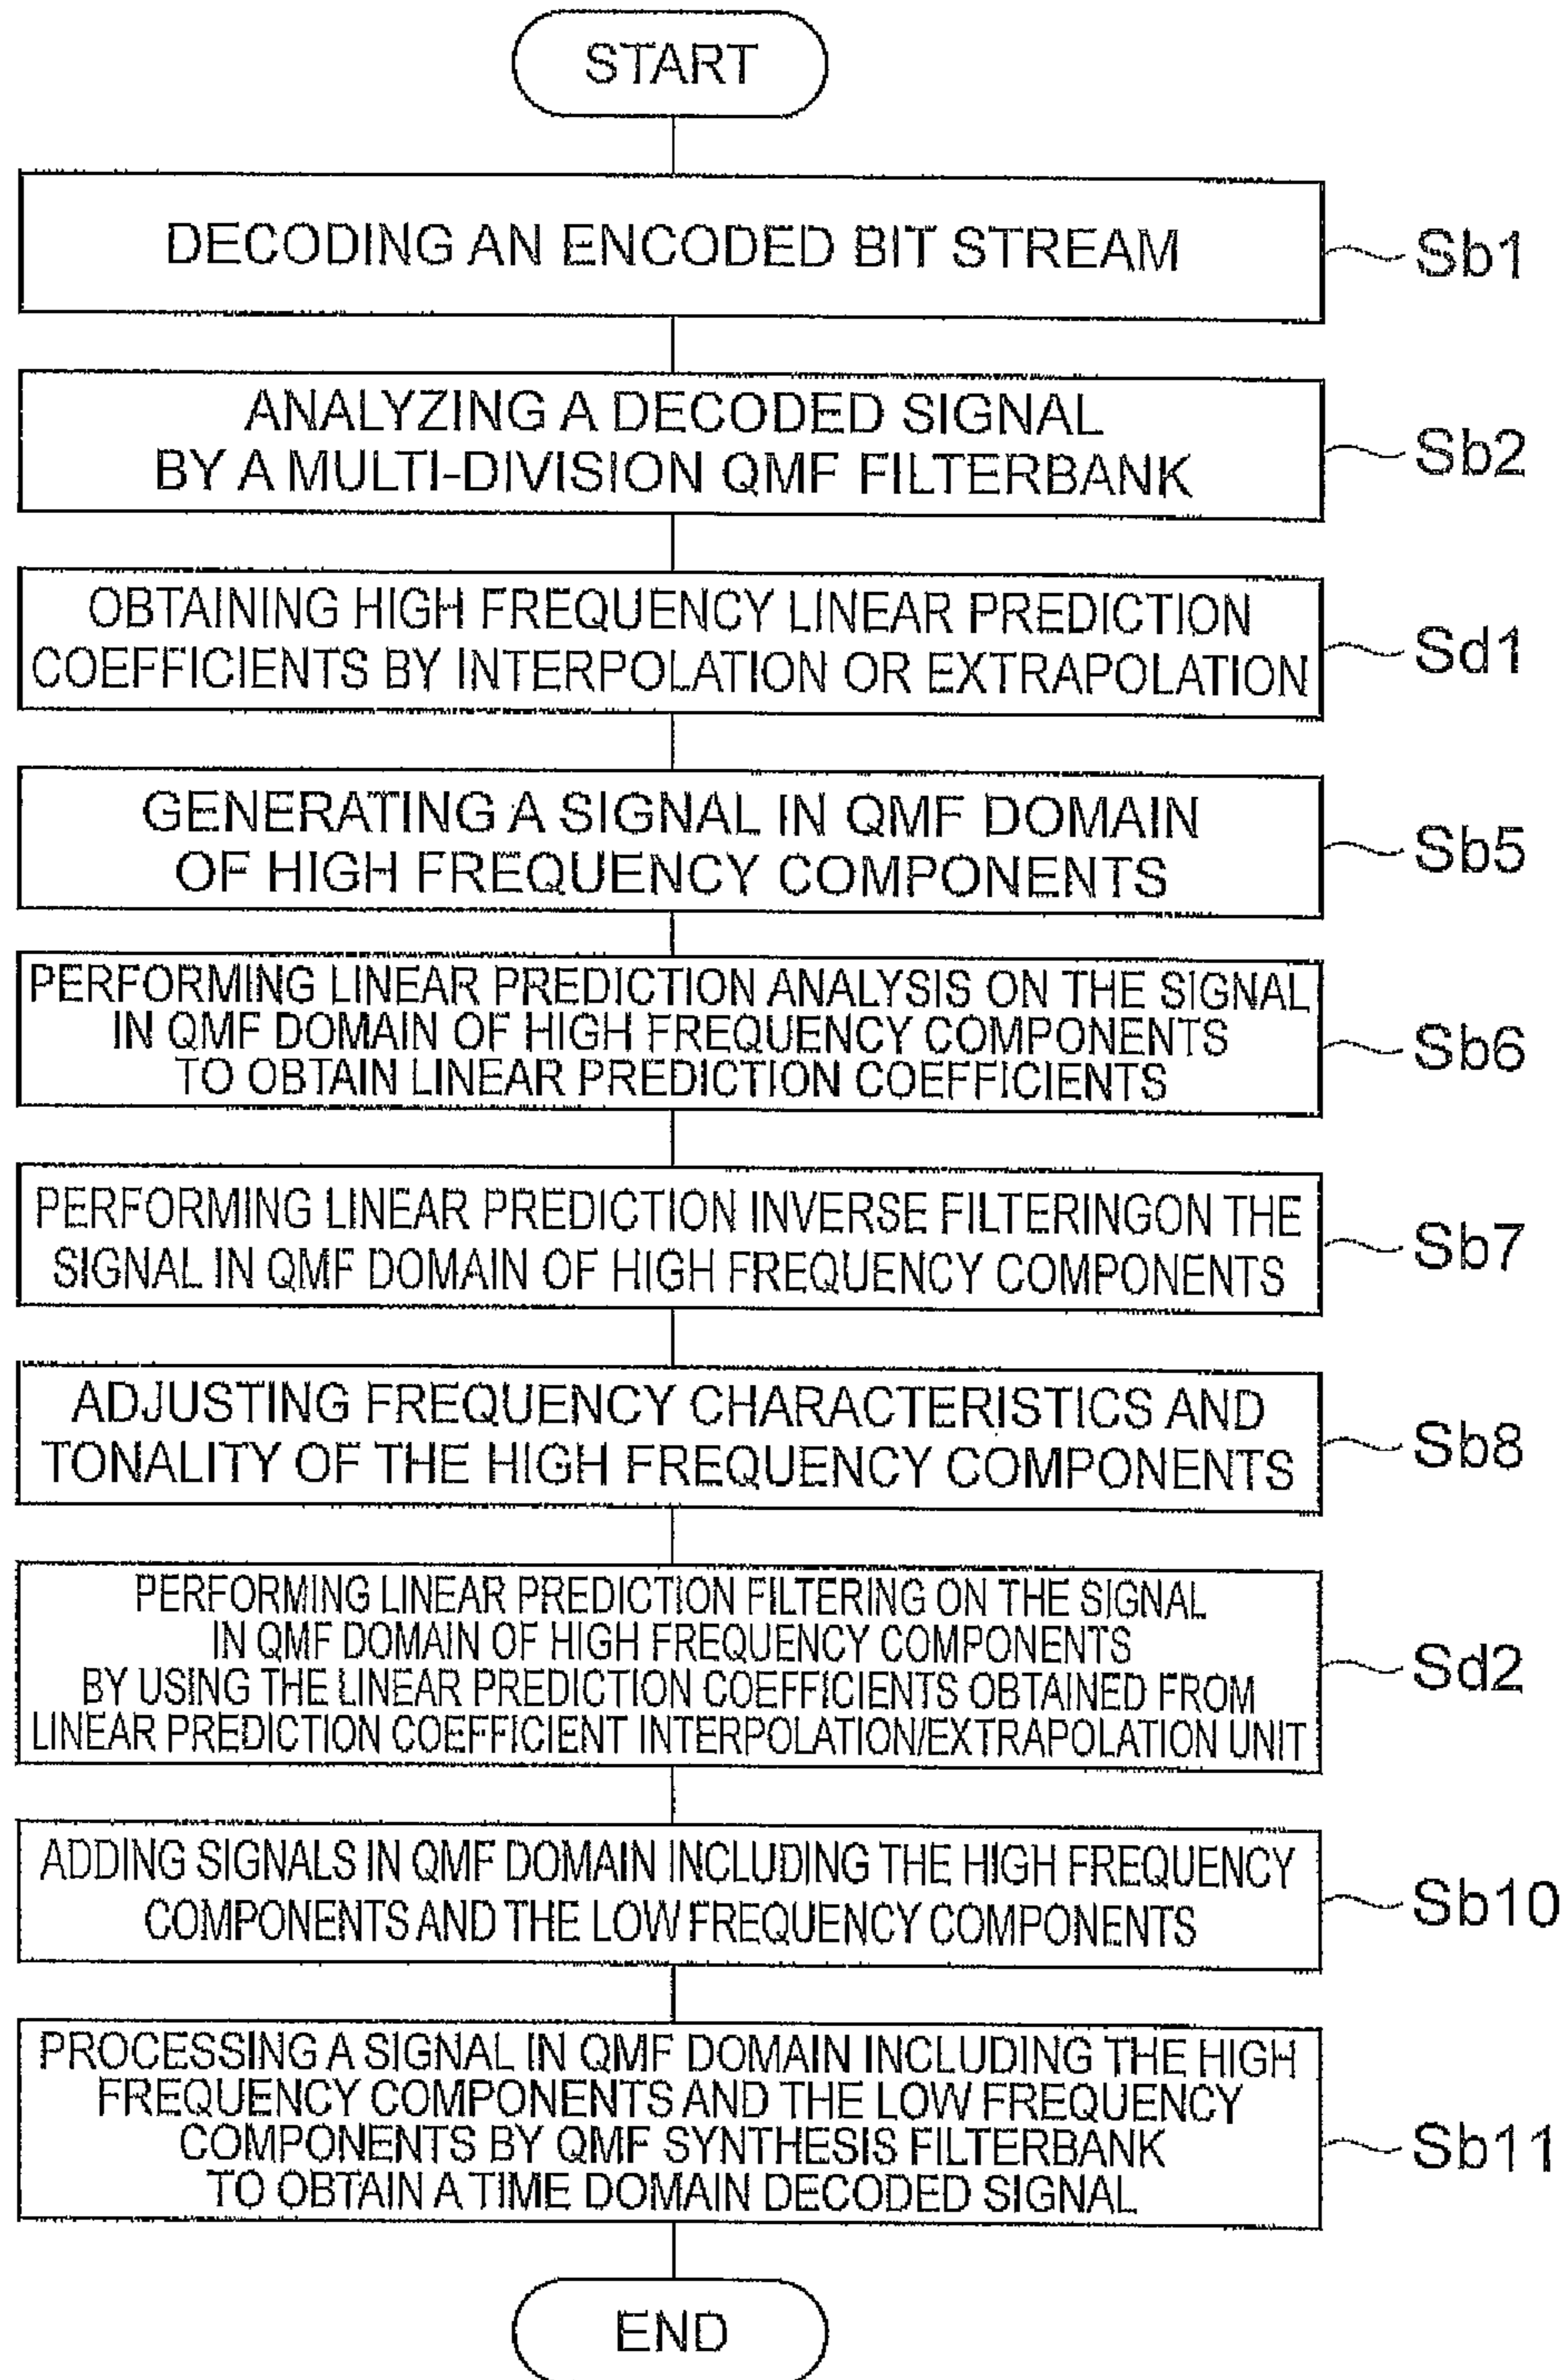 START
DECODING AN ENCODED BIT STREAM
Sb1
ANALYZING A DECODED SIGNAL
BY A MULTI-DIVISION QMF FILTERBANK
Sb2
OBTAINING HIGH FREQUENCY LINEAR PREDICTION
COEFFICIENTS BY INTERPOLATION OR EXTRAPOLATION
Sd1
GENERATING A SIGNAL IN QMF DOMAIN
OF HIGH FREQUENCY COMPONENTS
Sb5
PERFORMING LINEAR PREDICTION ANALYSIS ON THE SIGNAL
IN QMF DOMAIN OF HIGH FREQUENCY COMPONENTS
TO OBTAIN LINEAR PREDICTION COEFFICIENTS
Sb6
PERFORMING LINEAR PREDICTION INVERSE FILTERINGON THE
SIGNAL IN QMF DOMAIN OF HIGH FREQUENCY COMPONENTS
Sb7
ADJUSTING FREQUENCY CHARACTERISTICS AND
TONALITY OF THE HIGH FREQUENCY COMPONENTS
Sb8
PERFORMING LINEAR PREDICTION FILTERING ON THE SIGNAL
IN QMF DOMAIN OF HIGH FREQUENCY COMPONENTS
BY USING THE LINEAR PREDICTION COEFFICIENTS OBTAINED FROM
LINEAR PREDICTION COEFFICIENT INTERPOLATION/EXTRAPOLATION UNIT
Sd2
ADDING SIGNALS IN QMF DOMAIN INCLUDING THE HIGH FREQUENCY
COMPONENTS AND THE LOW FREQUENCY COMPONENTS
Sb10
PROCESSING A SIGNAL IN QMF DOMAIN INCLUDING THE HIGH
FREQUENCY COMPONENTS AND THE LOW FREQUENCY
COMPONENTS BY QMF SYNTHESIS FILTERBANK
TO OBTAIN A TIME DOMAIN DECODED SIGNAL
Sb11
END